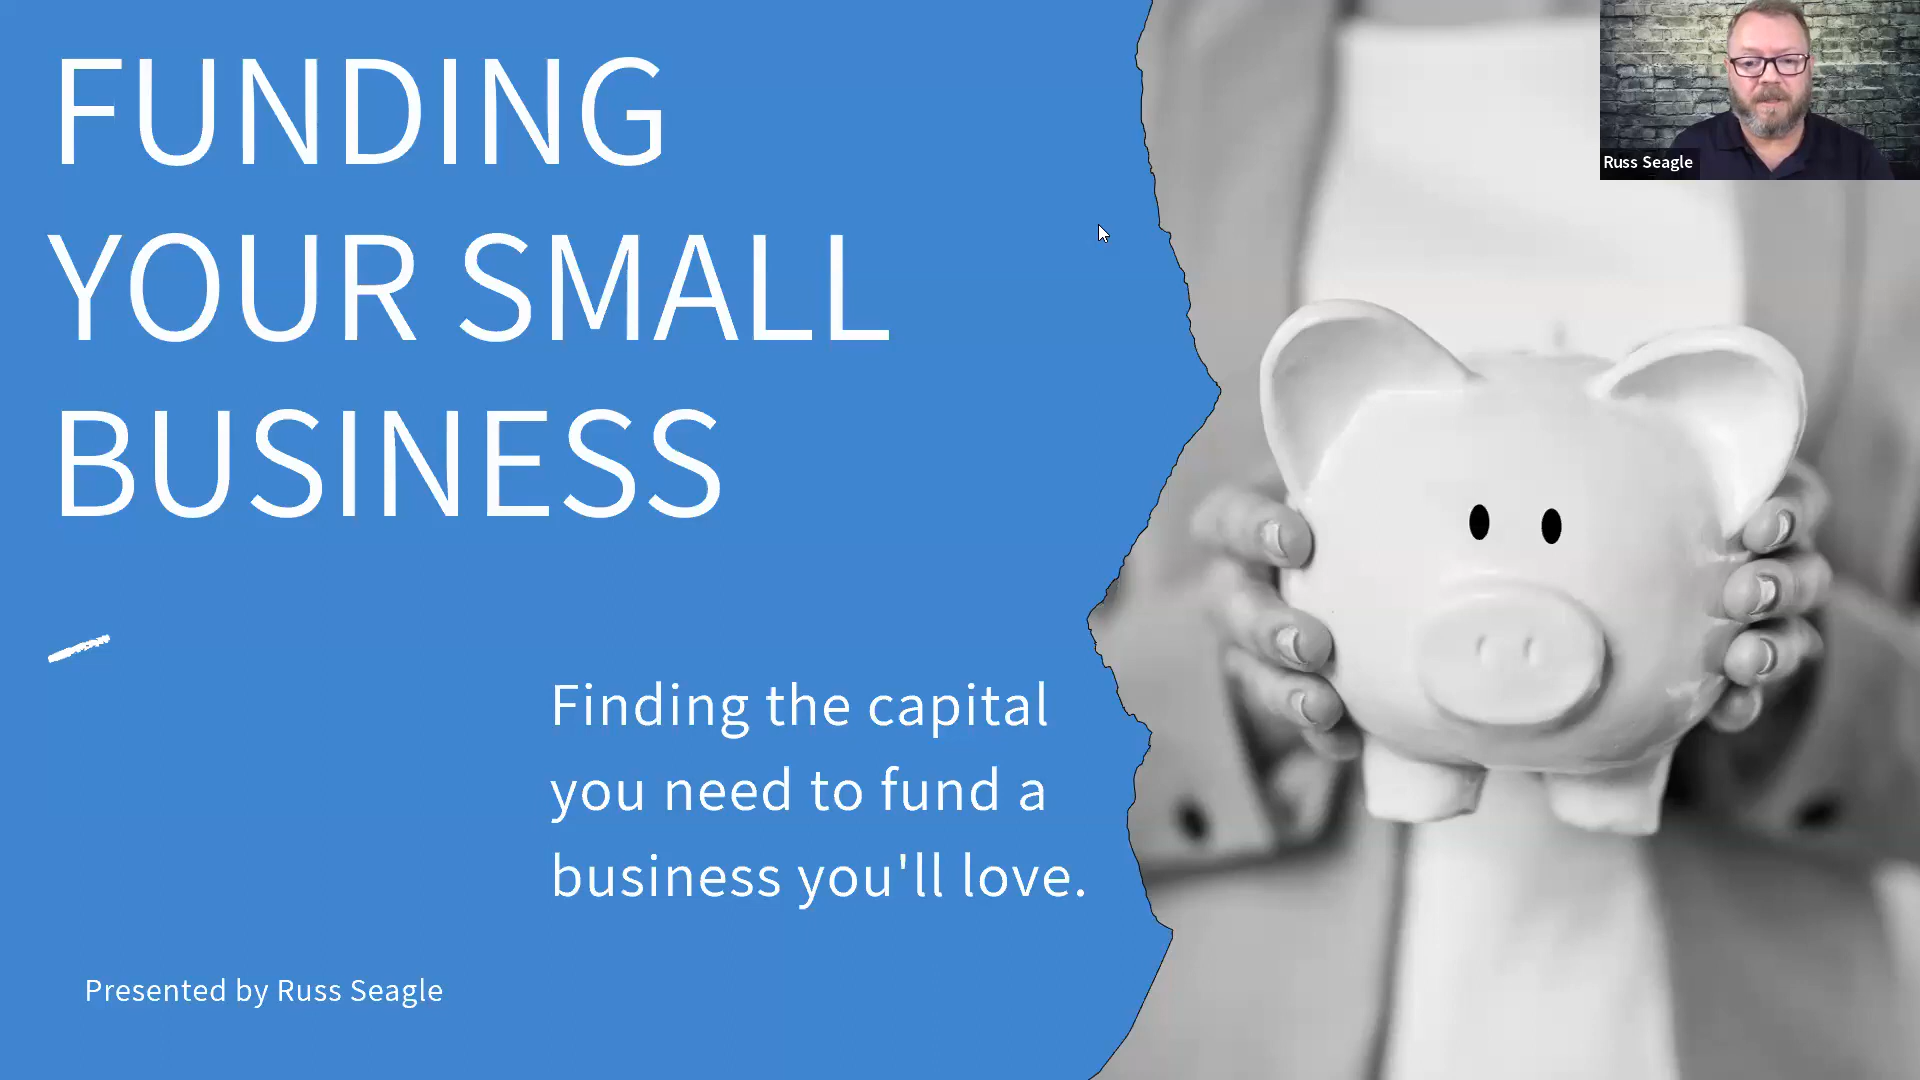 FUNDING
YOUR SMALL
BUSINESS
Finding the capital
you need to fund a
business you'll love.
Presented by Russ Seagle
Russ Seagle